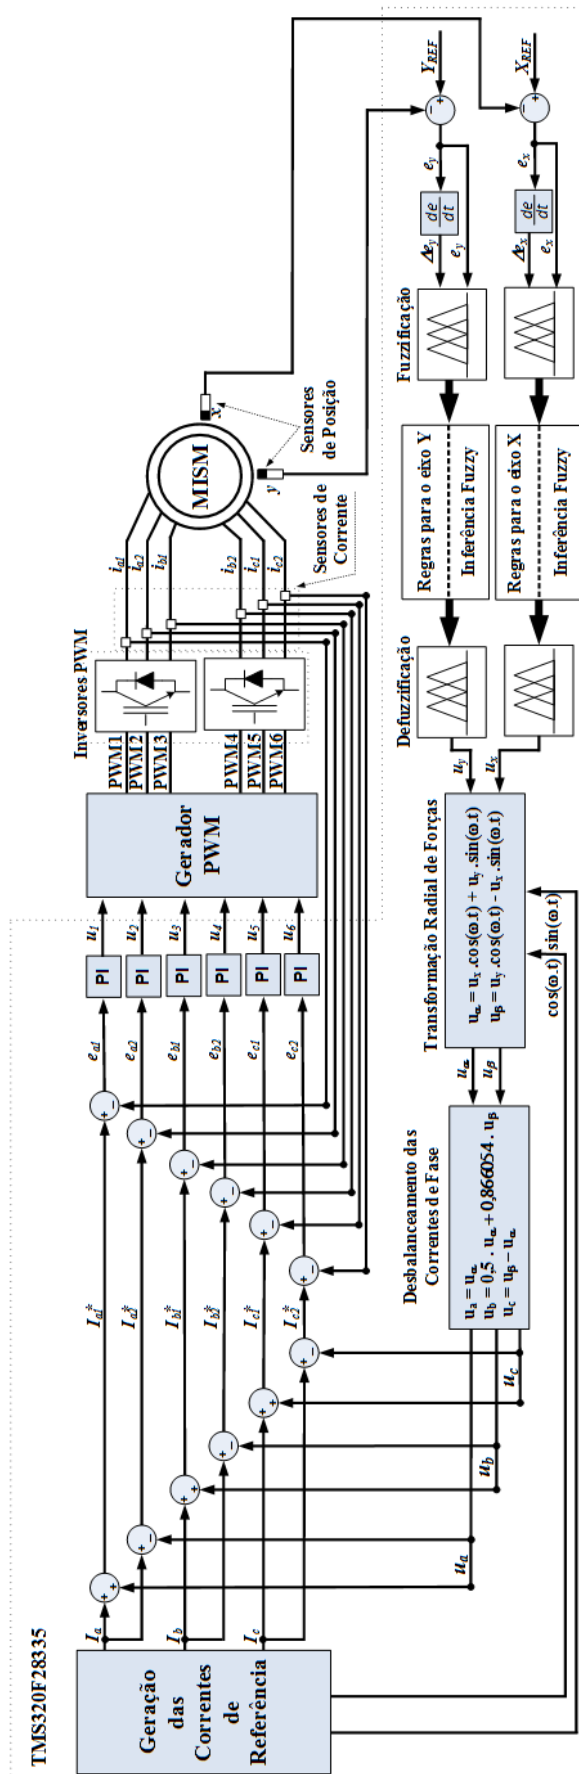 TMS320F28335
Geração
das
Correntes
de
Referência
I_a
I_b
I_c
+
+
+
−
+
+
+
−
+
+
+
−
u_a
u_b
u_c
I_a1*
I_a2*
I_b1*
I_b2*
I_c1*
I_c2*
+
−
+
−
+
−
+
−
+
−
+
−
e_a1
e_a2
e_b1
e_b2
e_c1
e_c2
PI
PI
PI
PI
PI
PI
u_1
u_2
u_3
u_4
u_5
u_6
Gerador
PWM
Inversores PWM
PWM1
PWM2
PWM3
PWM4
PWM5
PWM6
i_a1
i_a2
i_b1
i_b2
i_c1
i_c2
Sensores de
Corrente
MISM
x
y
Sensores
de Posição
Desbalanceamento das
Correntes de Fase
u_a = u_α
u_b = 0,5 . u_α + 0,866054 . u_β
u_c = u_β − u_α
u_α
u_β
Transformação Radial de Forças
u_α = u_x .cos(ω.t) + u_y .sin(ω.t)
u_β = u_y .cos(ω.t) − u_x .sin(ω.t)
cos(ω.t)
sin(ω.t)
u_y
u_x
Defuzzificação
Regras para o eixo Y
Inferência Fuzzy
Regras para o eixo X
Inferência Fuzzy
Fuzzificação
Δe_y
e_y
de
dt
e_y
−
+
Y_REF
Δe_x
e_x
de
dt
e_x
−
+
X_REF